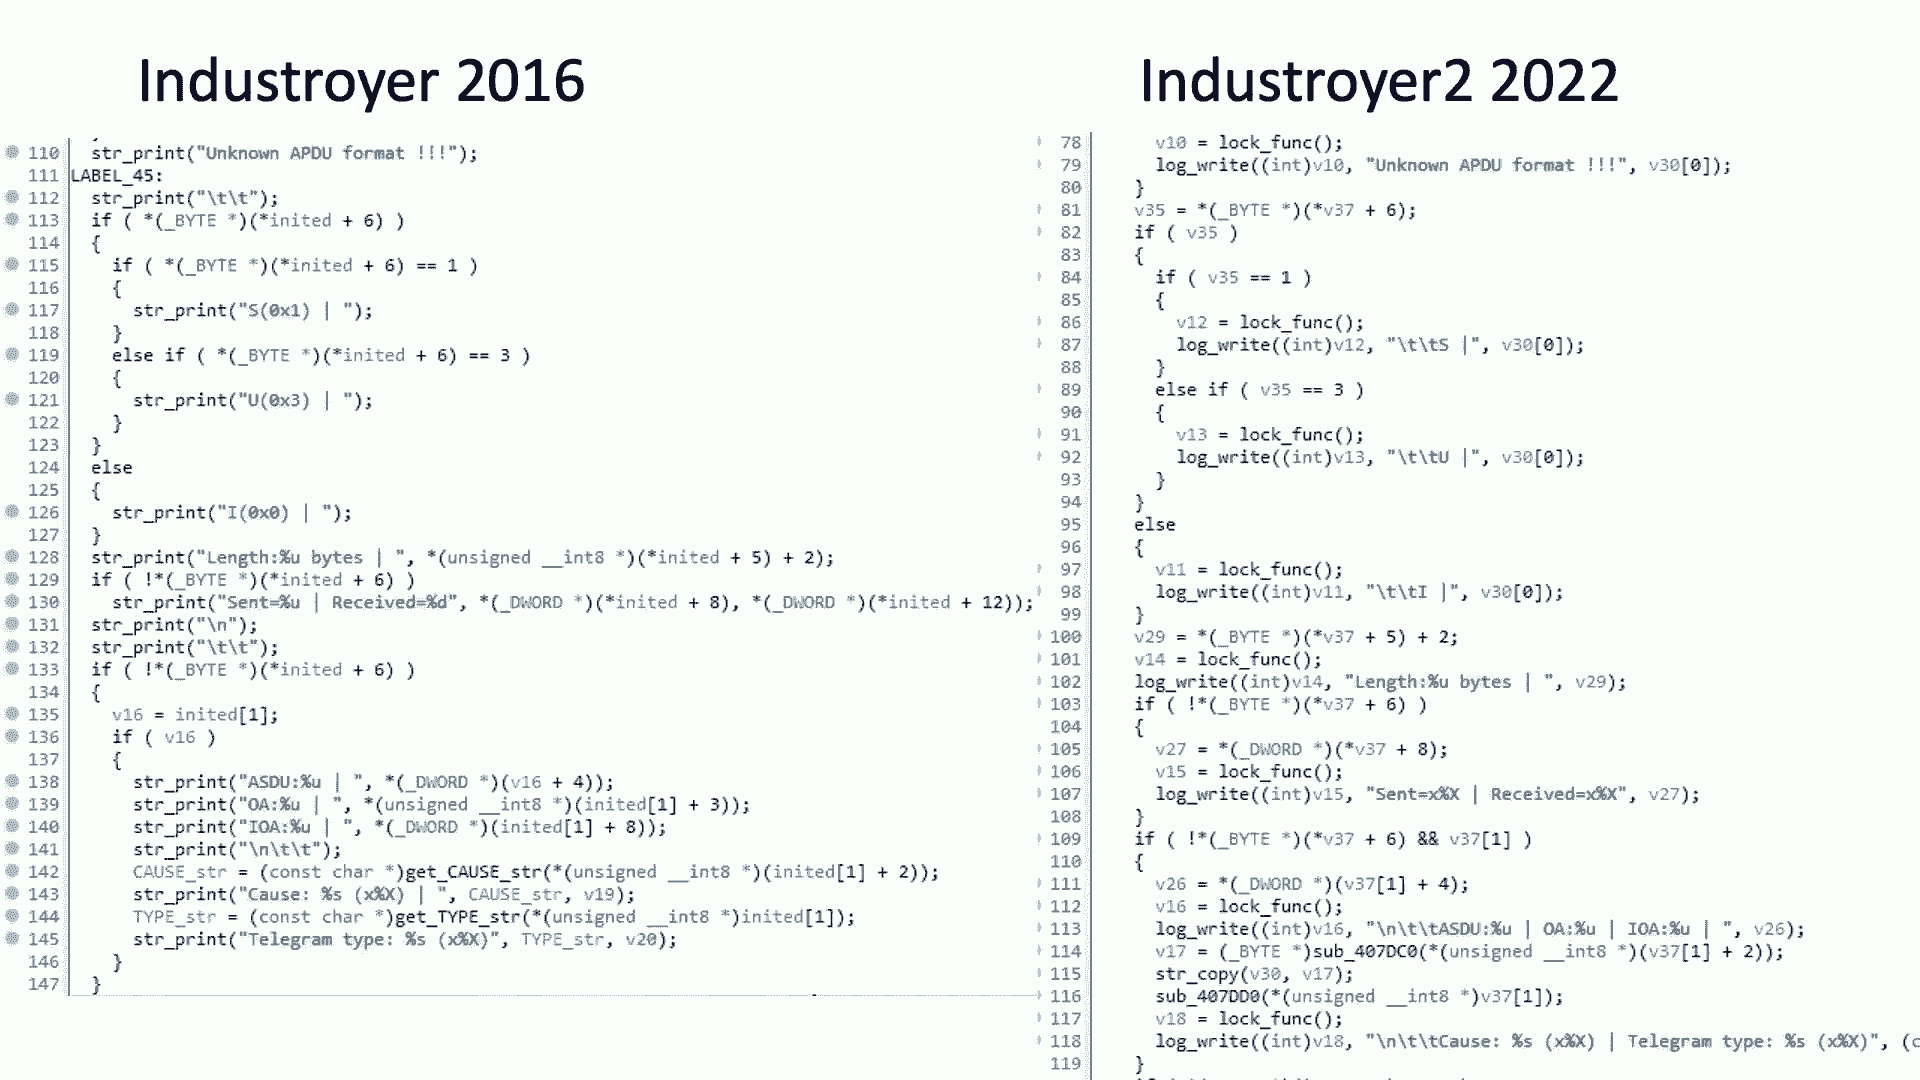 Industroyer 2016
110 str_print("Unknown APDU format !!!");
111 LABEL_45:
112 str_print("\t\t");
113 if ( *(_BYTE *)(*inited + 6) )
114 {
115 if ( *(_BYTE *)(*inited + 6) == 1 )
116 {
117 str_print("S(0x1) | ");
118 }
119 else if ( *(_BYTE *)(*inited + 6) == 3 )
120 {
121 str_print("U(0x3) | ");
122 }
123 }
124 else
125 {
126 str_print("I(0x0) | ");
127 }
128 str_print("Length:%u bytes | ", *(unsigned __int8 *)(*inited + 5) + 2);
129 if ( !*(_BYTE *)(*inited + 6) )
130 str_print("Sent=%u | Received=%d", *(_DWORD *)(*inited + 8), *(_DWORD *)(*inited + 12));
131 str_print("\n");
132 str_print("\t\t");
133 if ( !*(_BYTE *)(*inited + 6) )
134 {
135 v16 = inited[1];
136 if ( v16 )
137 {
138 str_print("ASDU:%u | ", *(_DWORD *)(v16 + 4));
139 str_print("OA:%u | ", *(unsigned __int8 *)(inited[1] + 3));
140 str_print("IOA:%u | ", *(_DWORD *)(inited[1] + 8));
141 str_print("\n\t\t");
142 CAUSE_str = (const char *)get_CAUSE_str(*(unsigned __int8 *)(inited[1] + 2));
143 str_print("Cause: %s (x%X) | ", CAUSE_str, v19);
144 TYPE_str = (const char *)get_TYPE_str(*(unsigned __int8 *)inited[1]);
145 str_print("Telegram type: %s (x%X)", TYPE_str, v20);
146 }
147 }
Industroyer2 2022
78 v10 = lock_func();
79 log_write((int)v10, "Unknown APDU format !!!", v30[0]);
80 }
81 v35 = *(_BYTE *)(*v37 + 6);
82 if ( v35 )
83 {
84 if ( v35 == 1 )
85 {
86 v12 = lock_func();
87 log_write((int)v12, "\t\tS |", v30[0]);
88 }
89 else if ( v35 == 3 )
90 {
91 v13 = lock_func();
92 log_write((int)v13, "\t\tU |", v30[0]);
93 }
94 }
95 else
96 {
97 v11 = lock_func();
98 log_write((int)v11, "\t\tI |", v30[0]);
99 }
100 v29 = *(_BYTE *)(*v37 + 5) + 2;
101 v14 = lock_func();
102 log_write((int)v14, "Length:%u bytes | ", v29);
103 if ( !*(_BYTE *)(*v37 + 6) )
104 {
105 v27 = *(_DWORD *)(*v37 + 8);
106 v15 = lock_func();
107 log_write((int)v15, "Sent=x%X | Received=x%X", v27);
108 }
109 if ( !*(_BYTE *)(*v37 + 6) && v37[1] )
110 {
111 v26 = *(_DWORD *)(v37[1] + 4);
112 v16 = lock_func();
113 log_write((int)v16, "\n\t\tASDU:%u | OA:%u | IOA:%u | ", v26);
114 v17 = (_BYTE *)sub_407DC0(*(unsigned __int8 *)(v37[1] + 2));
115 str_copy(v30, v17);
116 sub_407DD0(*(unsigned __int8 *)v37[1]);
117 v18 = lock_func();
118 log_write((int)v18, "\n\t\tCause: %s (x%X) | Telegram type: %s (x%X)", (c
119 }